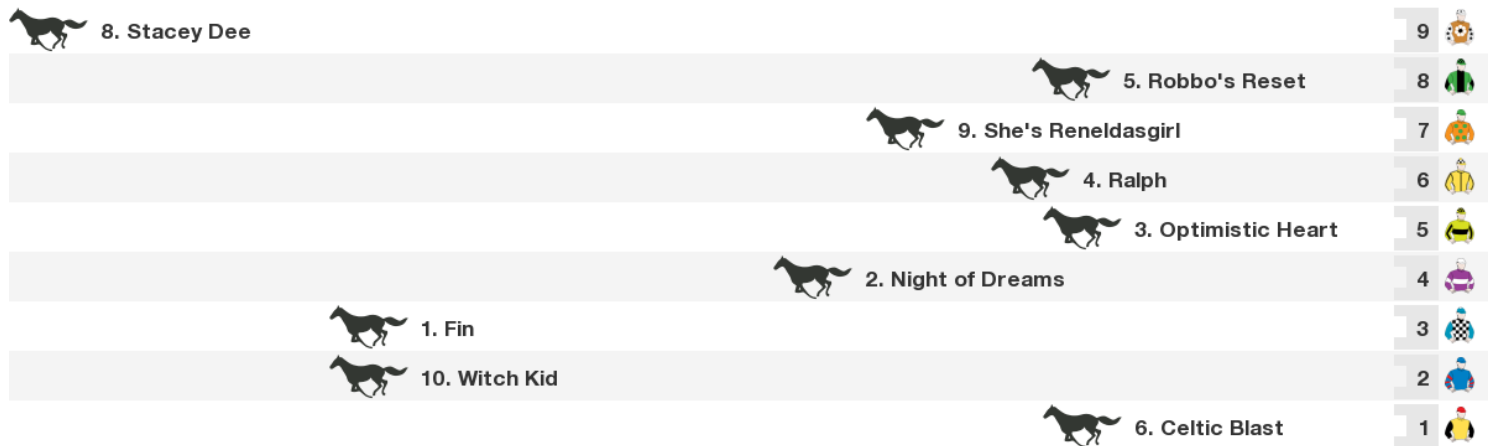 8. Stacey Dee 9
5. Robbo's Reset 8
9. She's Reneldasgirl 7
4. Ralph 6
3. Optimistic Heart 5
2. Night of Dreams 4
1. Fin 3
10. Witch Kid 2
6. Celtic Blast 1